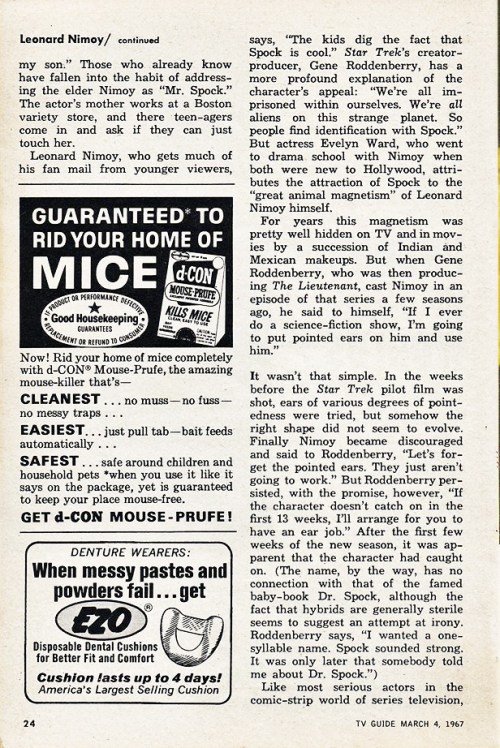 Leonard Nimoy/ continued
my son." Those who already know
have fallen into the habit of address-
ing the elder Nimoy as "Mr. Spock."
The actor's mother works at a Boston
variety store, and there teen-agers
come in and ask if they can just
touch her.
Leonard Nimoy, who gets much of
his fan mail from younger viewers,
GUARANTEED* TO
RID YOUR HOME OF
MICE
d-CON
MOUSE-PRUFE
KILLS MICE
CLEAN, EASY TO USE
PRODUCT OR PERFORMANCE DEFECTIVE
Good Housekeeping
GUARANTEES
REPLACEMENT OR REFUND TO CONSUMER
Now! Rid your home of mice completely
with d-CON® Mouse-Prufe, the amazing
mouse-killer that's—
CLEANEST . . . no muss—no fuss—
no messy traps . . .
EASIEST . . . just pull tab—bait feeds
automatically . . .
SAFEST . . . safe around children and
household pets *when you use it like it
says on the package, yet is guaranteed
to keep your place mouse-free.
GET d-CON MOUSE-PRUFE!
DENTURE WEARERS:
When messy pastes and
powders fail...get
EZO®
Disposable Dental Cushions
for Better Fit and Comfort
Cushion lasts up to 4 days!
America's Largest Selling Cushion
says, "The kids dig the fact that
Spock is cool." Star Trek's creator-
producer, Gene Roddenberry, has a
more profound explanation of the
character's appeal: "We're all im-
prisoned within ourselves. We're all
aliens on this strange planet. So
people find identification with Spock."
But actress Evelyn Ward, who went
to drama school with Nimoy when
both were new to Hollywood, attri-
butes the attraction of Spock to the
"great animal magnetism" of Leonard
Nimoy himself.
For years this magnetism was
pretty well hidden on TV and in mov-
ies by a succession of Indian and
Mexican makeups. But when Gene
Roddenberry, who was then produc-
ing The Lieutenant, cast Nimoy in an
episode of that series a few seasons
ago, he said to himself, "If I ever
do a science-fiction show, I'm going
to put pointed ears on him and use
him."
It wasn't that simple. In the weeks
before the Star Trek pilot film was
shot, ears of various degrees of point-
edness were tried, but somehow the
right shape did not seem to evolve.
Finally Nimoy became discouraged
and said to Roddenberry, "Let's for-
get the pointed ears. They just aren't
going to work." But Roddenberry per-
sisted, with the promise, however, "If
the character doesn't catch on in the
first 13 weeks, I'll arrange for you to
have an ear job." After the first few
weeks of the new season, it was ap-
parent that the character had caught
on. (The name, by the way, has no
connection with that of the famed
baby-book Dr. Spock, although the
fact that hybrids are generally sterile
seems to suggest an attempt at irony.
Roddenberry says, "I wanted a one-
syllable name. Spock sounded strong.
It was only later that somebody told
me about Dr. Spock.")
Like most serious actors in the
comic-strip world of series television,
24
TV GUIDE MARCH 4, 1967